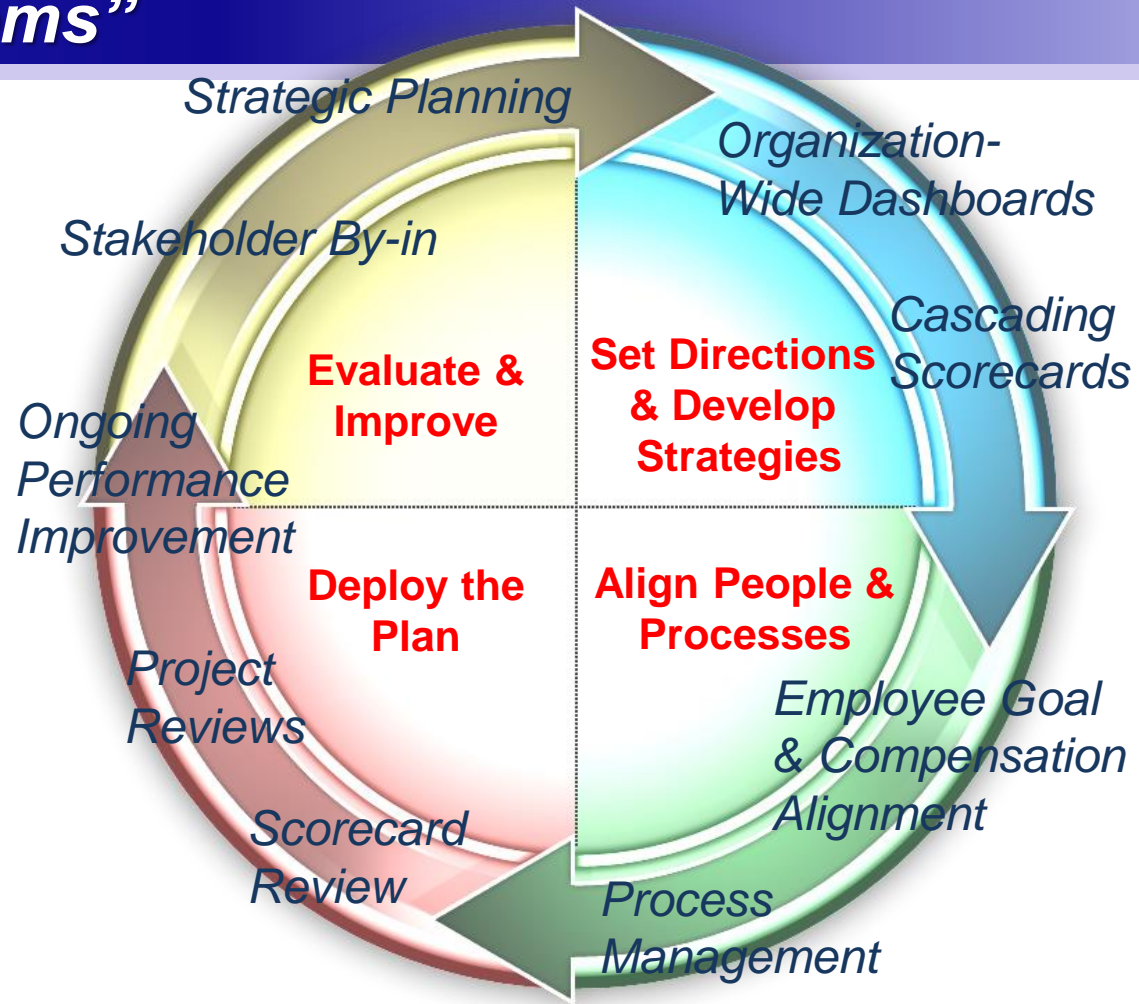 ms”
Strategic Planning
Organization-
Wide Dashboards
Stakeholder By-in
Cascading
Scorecards
Evaluate &
Improve
Set Directions
& Develop
Strategies
Ongoing
Performance
Improvement
Deploy the
Plan
Align People &
Processes
Project
Reviews
Employee Goal
& Compensation
Alignment
Scorecard
Review
Process
Management